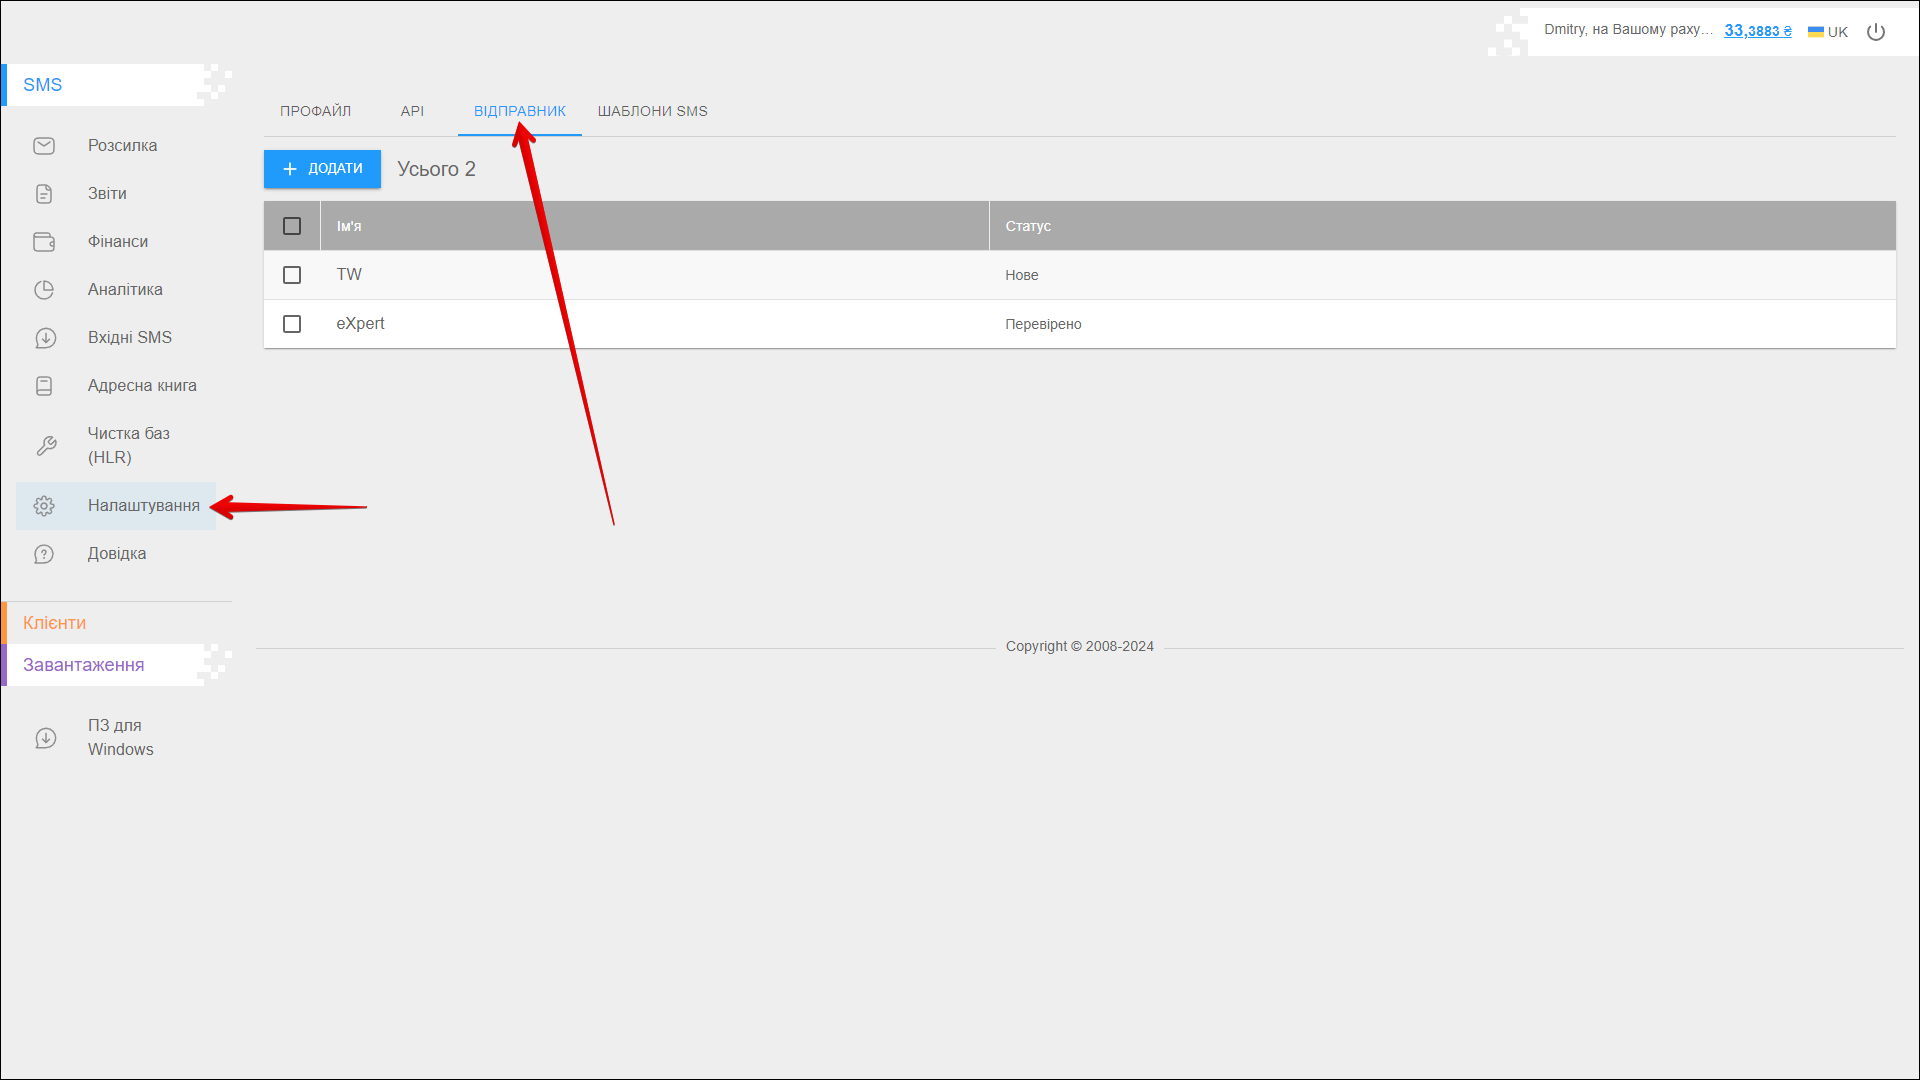 Dmitry, на Вашому раху... 33,3883 ₴ UK
SMS
Розсилка
Звіти
Фінанси
Аналітика
Вхідні SMS
Адресна книга
Чистка баз
(HLR)
Налаштування
Довідка
Клієнти
Завантаження
ПЗ для
Windows
ПРОФАЙЛ API ВІДПРАВНИК ШАБЛОНИ SMS
+ ДОДАТИ Усього 2
Ім'я Статус
TW Нове
eXpert Перевірено
Copyright © 2008-2024